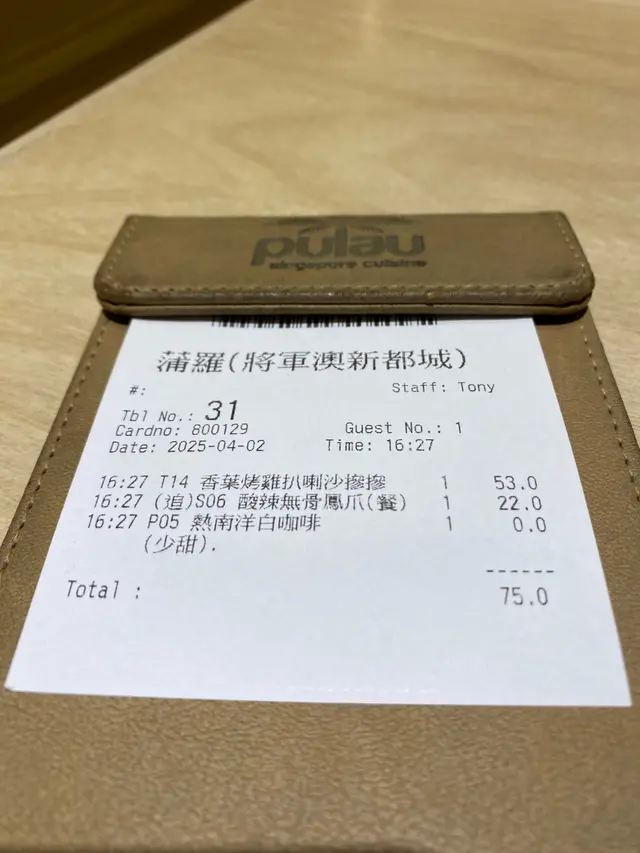 pulau
singapore cuisine
蒲羅(將軍澳新都城)
#: Staff: Tony
Tbl No.: 31
Cardno: 800129 Guest No.: 1
Date: 2025-04-02 Time: 16:27
16:27 T14 香葉烤雞扒喇沙摻摻 1 53.0
16:27 (追)S06 酸辣無骨鳳爪(餐) 1 22.0
16:27 P05 熱南洋白咖啡 1 0.0
(少甜).
------
Total : 75.0